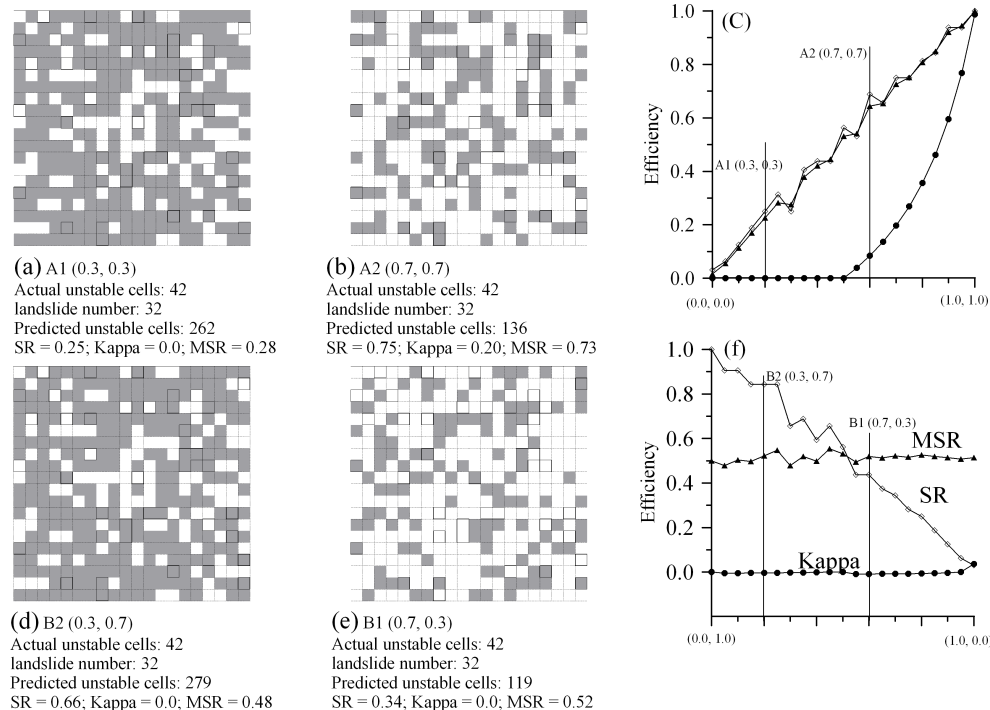 (a) A1 (0.3, 0.3)
Actual unstable cells: 42
landslide number: 32
Predicted unstable cells: 262
SR = 0.25; Kappa = 0.0; MSR = 0.28
(b) A2 (0.7, 0.7)
Actual unstable cells: 42
landslide number: 32
Predicted unstable cells: 136
SR = 0.75; Kappa = 0.20; MSR = 0.73
(C)
Efficiency
1.0
0.8
0.6
0.4
0.2
0.0
A2 (0.7, 0.7)
A1 (0.3, 0.3)
(0.0, 0.0)
(1.0, 1.0)
(d) B2 (0.3, 0.7)
Actual unstable cells: 42
landslide number: 32
Predicted unstable cells: 279
SR = 0.66; Kappa = 0.0; MSR = 0.48
(e) B1 (0.7, 0.3)
Actual unstable cells: 42
landslide number: 32
Predicted unstable cells: 119
SR = 0.34; Kappa = 0.0; MSR = 0.52
(f)
Efficiency
1.0
0.8
0.6
0.4
0.2
0.0
B2 (0.3, 0.7)
B1 (0.7, 0.3)
MSR
SR
Kappa
(0.0, 1.0)
(1.0, 0.0)